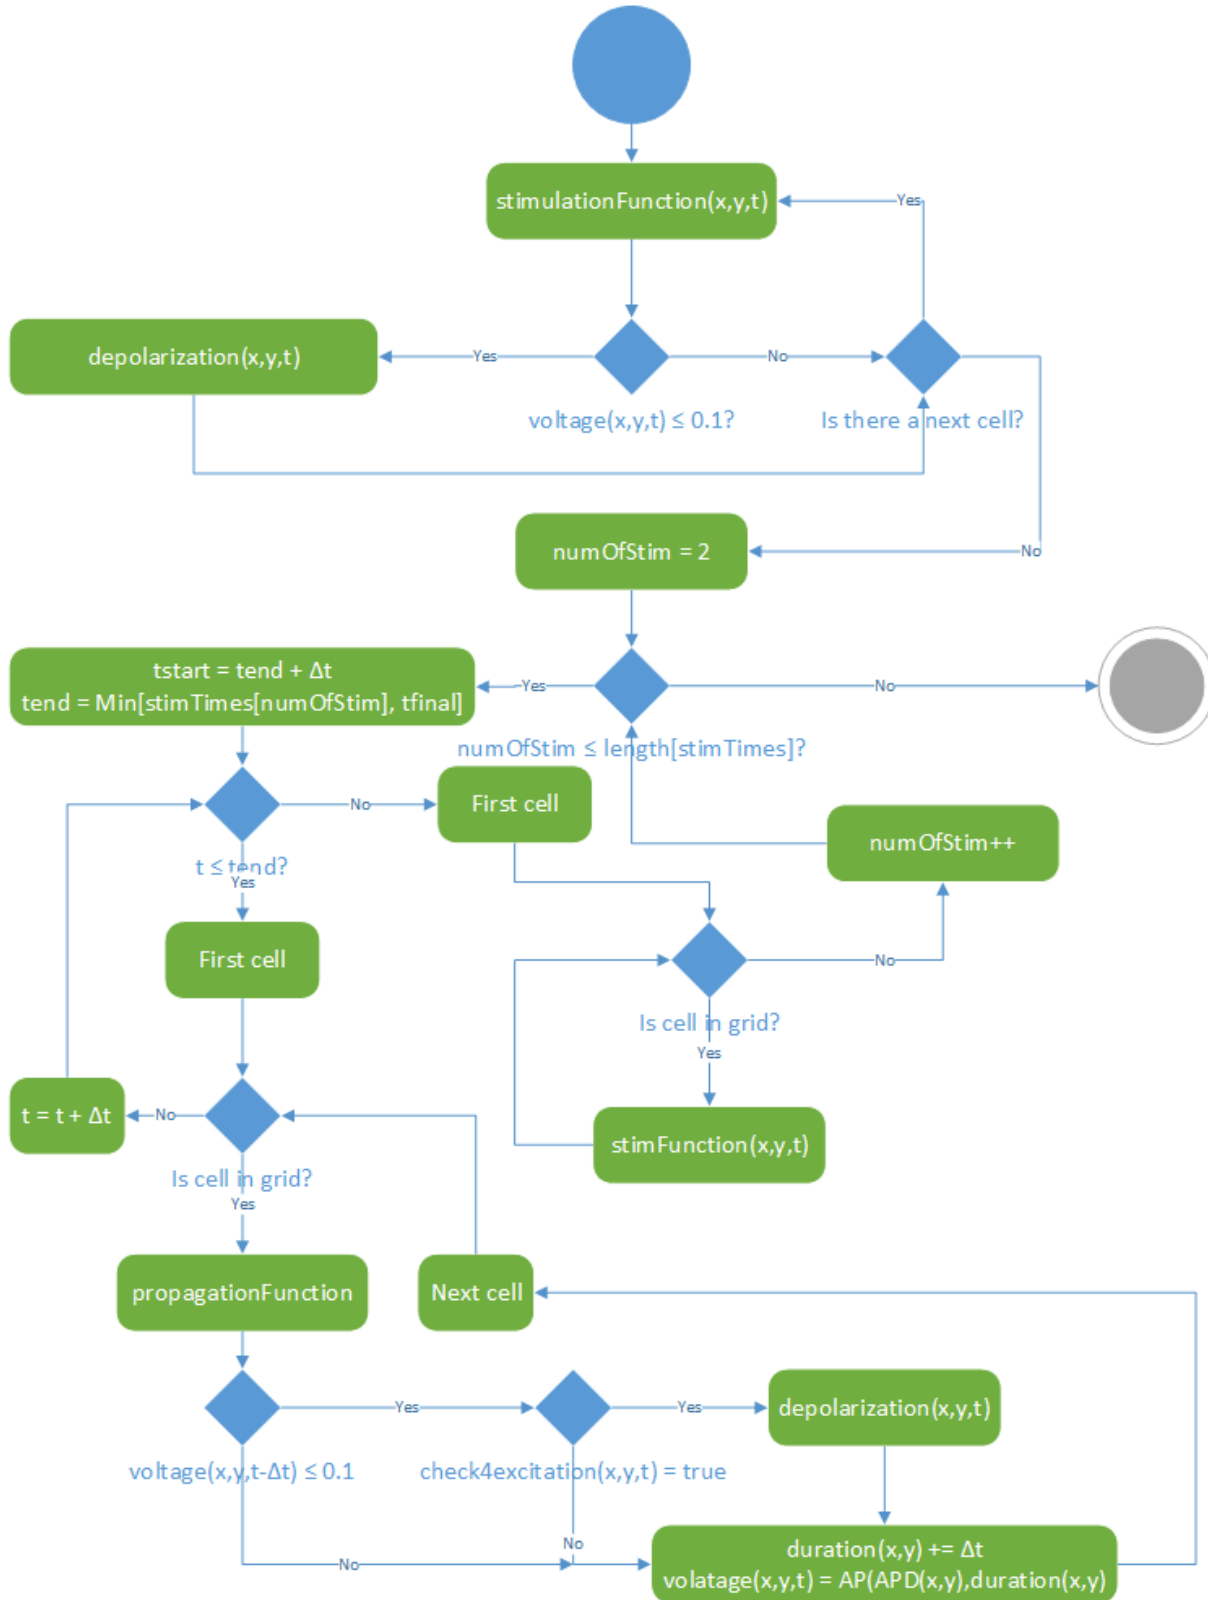 stimulationFunction(x,y,t)
Yes
depolarization(x,y,t)
Yes
No
voltage(x,y,t) ≤ 0.1?
Is there a next cell?
numOfStim = 2
No
tstart = tend + Δt
tend = Min[stimTimes[numOfStim], tfinal]
Yes
No
numOfStim ≤ length[stimTimes]?
No
First cell
numOfStim++
t ≤ tend?
Yes
First cell
No
Is cell in grid?
Yes
t = t + Δt
No
stimFunction(x,y,t)
Is cell in grid?
Yes
propagationFunction
Next cell
Yes
Yes
depolarization(x,y,t)
voltage(x,y,t-Δt) ≤ 0.1
check4excitation(x,y,t) = true
No
No
duration(x,y) += Δt
volatage(x,y,t) = AP(APD(x,y),duration(x,y)